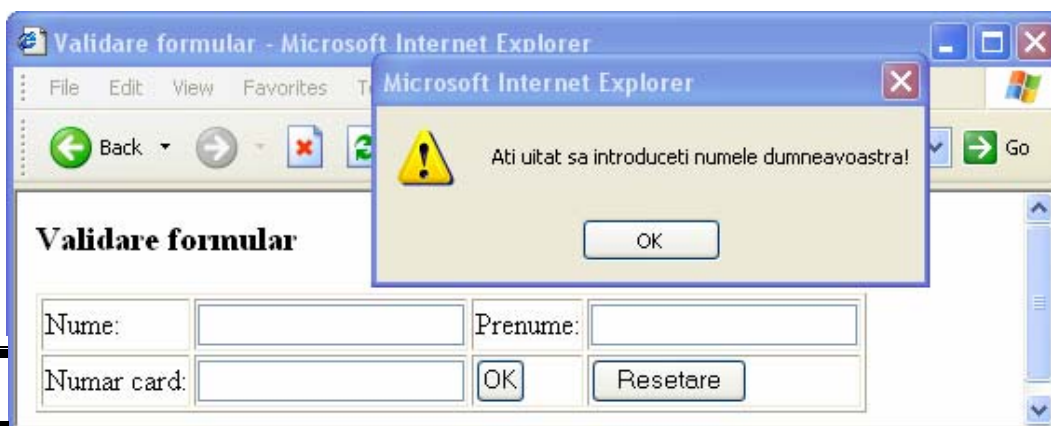 Validare formular - Microsoft Internet Explorer
Microsoft Internet Explorer
File Edit View Favorites
Back
Go
Ati uitat sa introduceti numele dumneavoastra!
OK
Validare formular
Nume: Prenume:
Numar card: OK Resetare